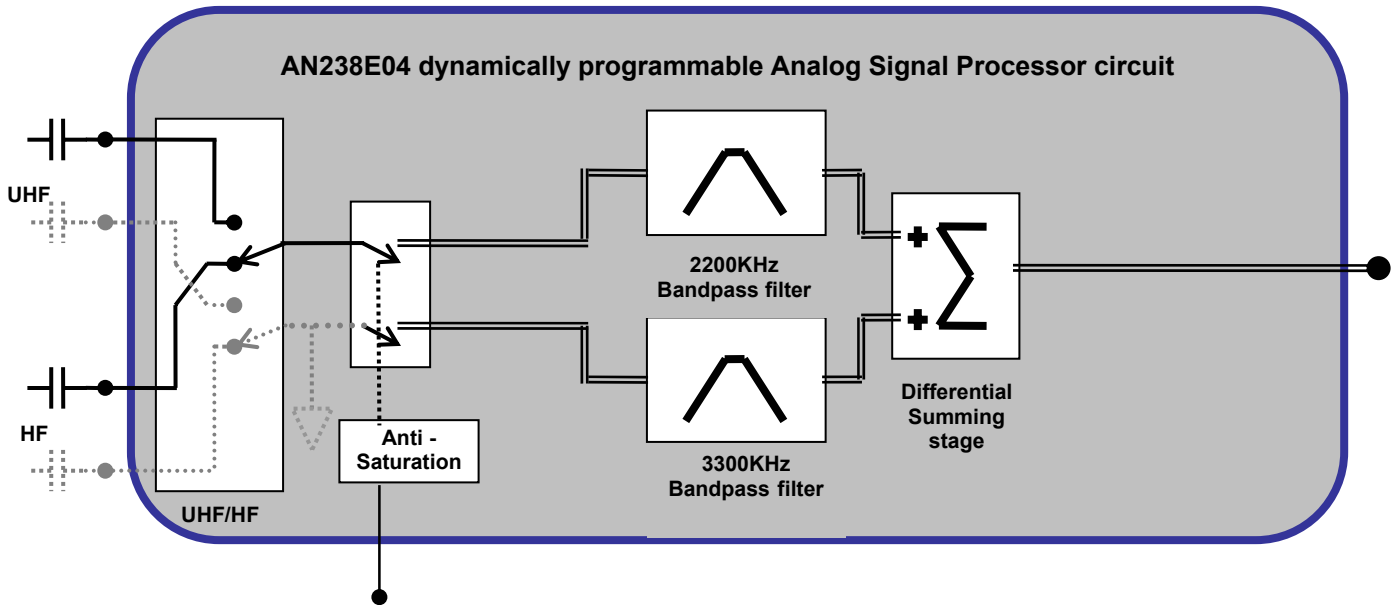 AN238E04 dynamically programmable Analog Signal Processor circuit
UHF
HF
UHF/HF
Anti -
Saturation
2200KHz
Bandpass filter
3300KHz
Bandpass filter
+
+
Σ
Differential
Summing
stage